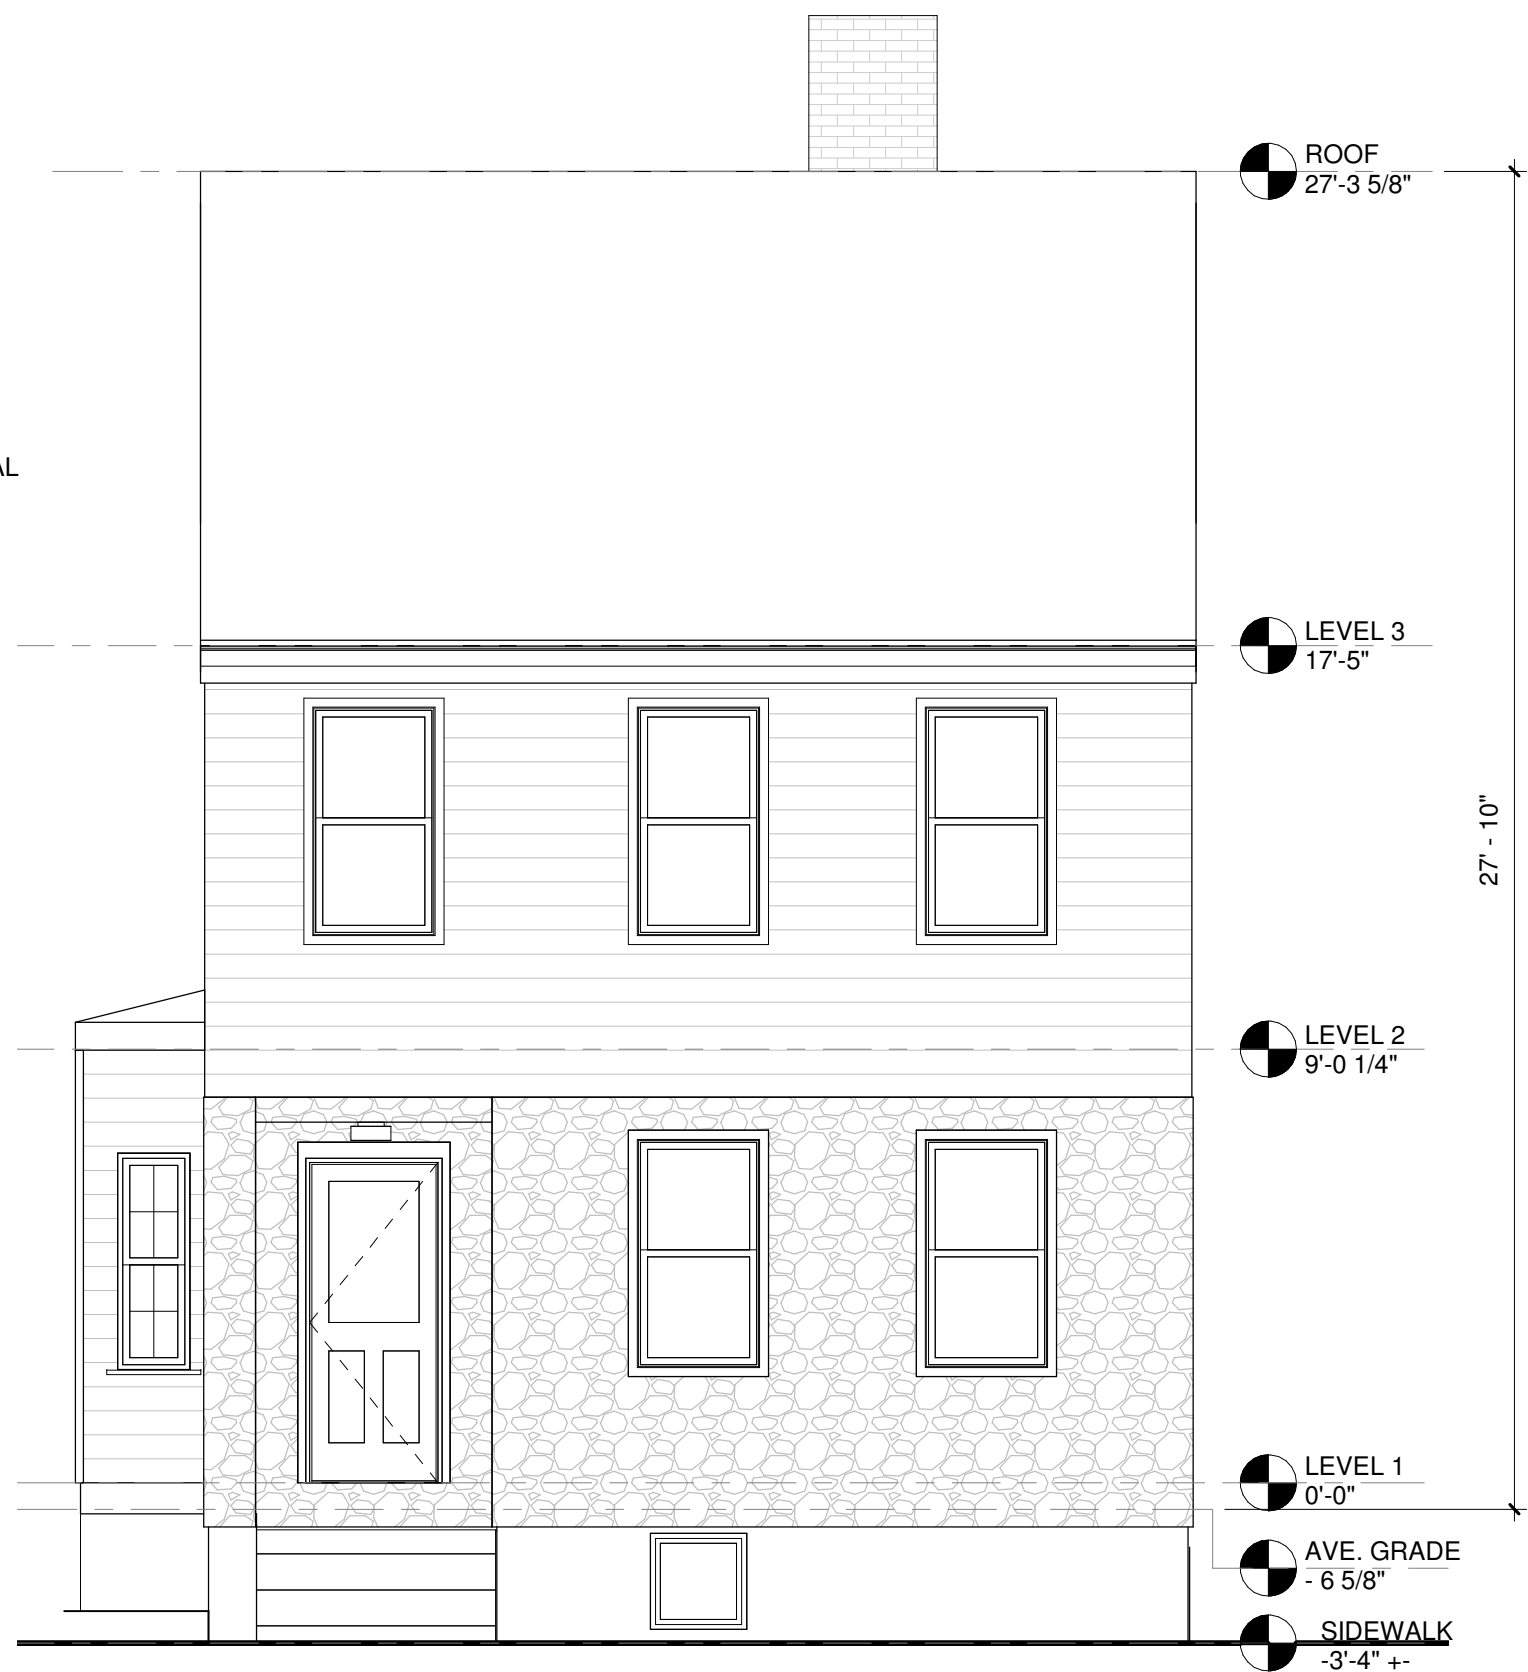 ROOF
27'-3 5/8"
AL
LEVEL 3
17'-5"
27' - 10"
LEVEL 2
9'-0 1/4"
LEVEL 1
0'-0"
AVE. GRADE
- 6 5/8"
SIDEWALK
-3'-4" +-